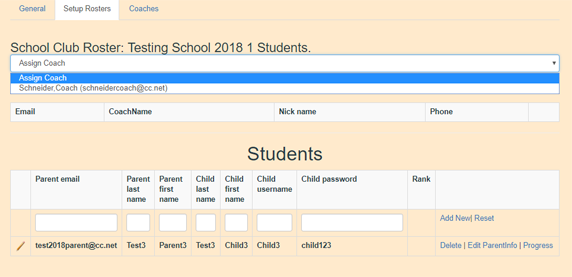 General Setup Rosters Coaches
School Club Roster: Testing School 2018 1 Students.
Assign Coach
Assign Coach
Schneider,Coach (schneidercoach@cc.net)
Email CoachName Nick name Phone
Students
Parent email Parent last name Parent first name Child last name Child first name Child username Child password Rank
Add New| Reset
test2018parent@cc.net Test3 Parent3 Test3 Child3 Child3 child123 Delete | Edit ParentInfo | Progress